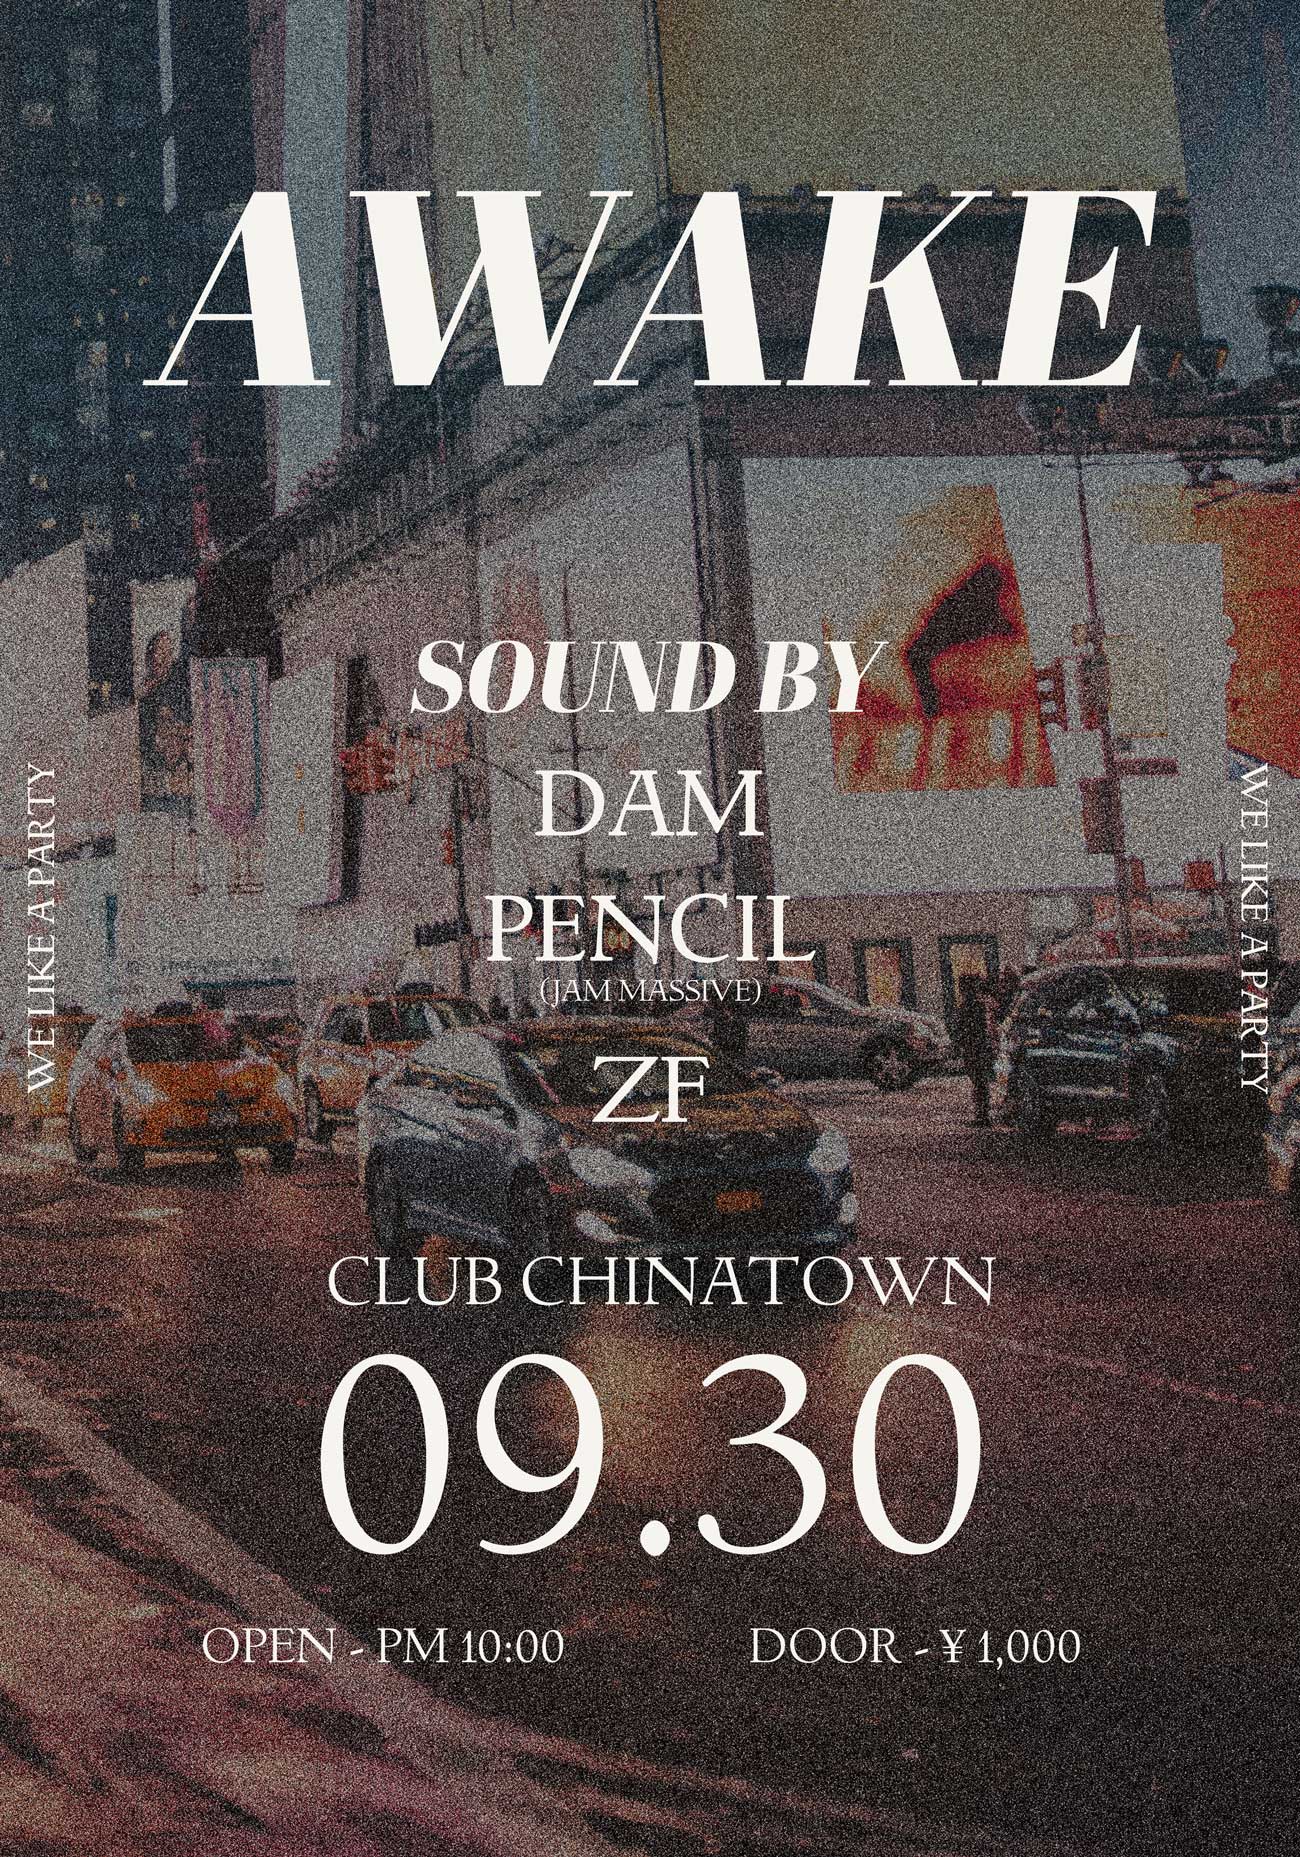 AWAKE
SOUND BY
DAM
PENCIL
(JAM MASSIVE)
ZF
WE LIKE A PARTY
WE LIKE A PARTY
CLUB CHINATOWN
09.30
OPEN - PM 10:00
DOOR - ¥ 1,000